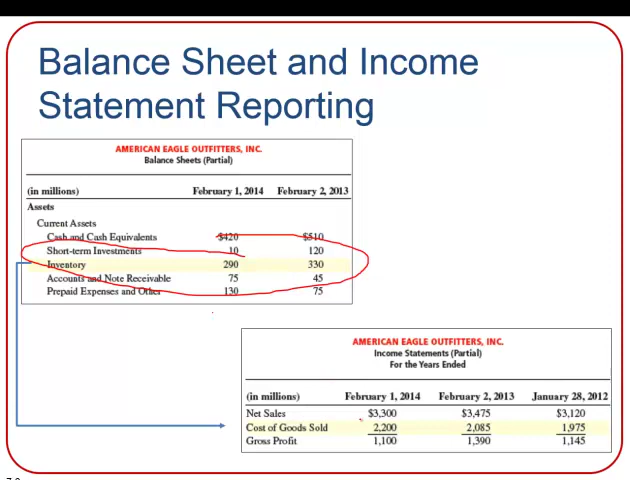 Balance Sheet and Income
Statement Reporting
AMERICAN EAGLE OUTFITTERS, INC.
Balance Sheets (Partial)
(in millions) February 1, 2014 February 2, 2013
Assets
Current Assets
Cash and Cash Equivalents $420 $510
Short-term Investments 10 120
Inventory 290 330
Accounts and Note Receivable 75 45
Prepaid Expenses and Other 130 75
AMERICAN EAGLE OUTFITTERS, INC.
Income Statements (Partial)
For the Years Ended
(in millions) February 1, 2014 February 2, 2013 January 28, 2012
Net Sales $3,300 $3,475 $3,120
Cost of Goods Sold 2,200 2,085 1,975
Gross Profit 1,100 1,390 1,145